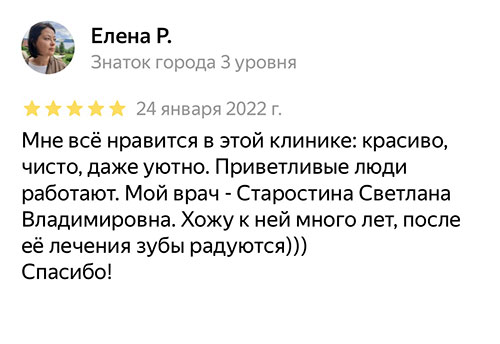 Елена Р.
Знаток города 3 уровня
24 января 2022 г.
Мне всё нравится в этой клинике: красиво,
чисто, даже уютно. Приветливые люди
работают. Мой врач - Старостина Светлана
Владимировна. Хожу к ней много лет, после
её лечения зубы радуются)))
Спасибо!